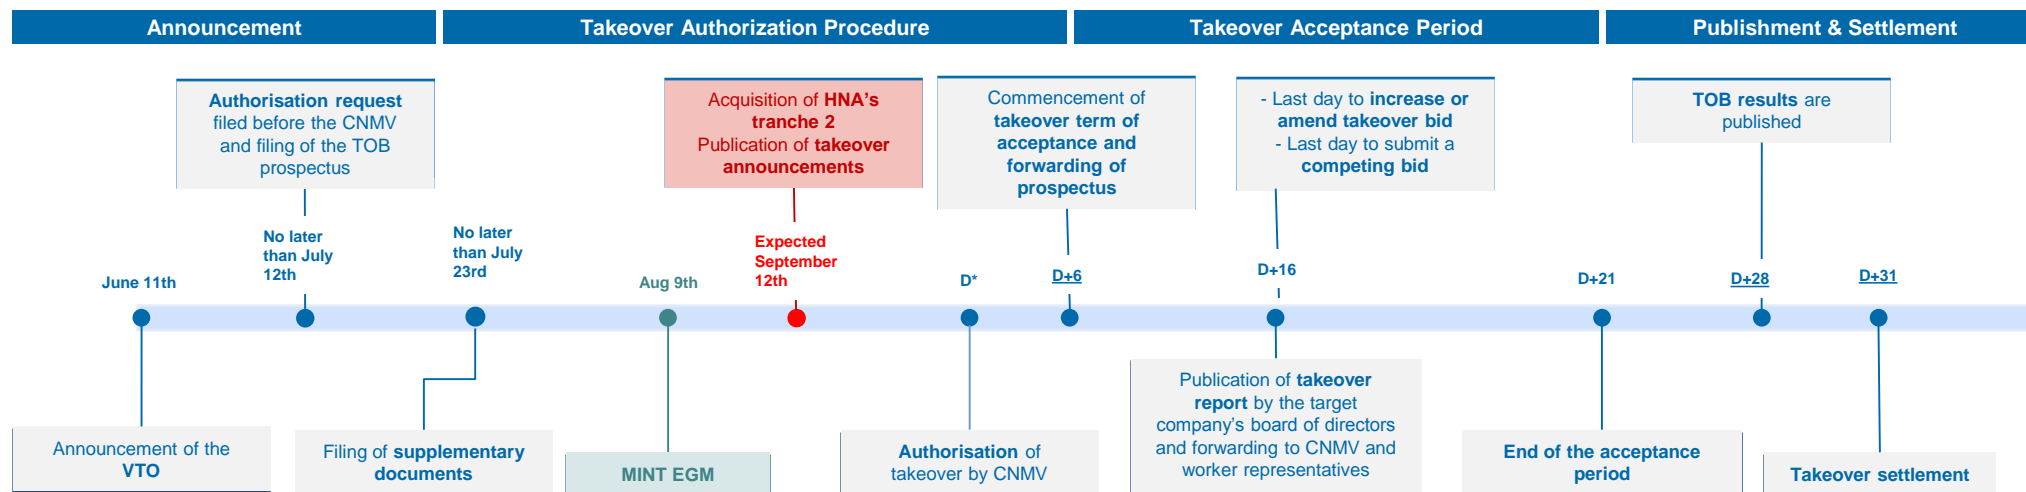 Announcement
Takeover Authorization Procedure
Takeover Acceptance Period
Publishment & Settlement
Authorisation request
filed before the CNMV
and filing of the TOB
prospectus
Acquisition of HNA's
tranche 2
Publication of takeover
announcements
Commencement of
takeover term of
acceptance and
forwarding of
prospectus
- Last day to increase or
amend takeover bid
- Last day to submit a
competing bid
TOB results are
published
June 11th
No later
than July
12th
No later
than July
23rd
Aug 9th
Expected
September
12th
D*
D+6
D+16
D+21
D+28
D+31
Announcement of the
VTO
Filing of supplementary
documents
MINT EGM
Authorisation of
takeover by CNMV
Publication of takeover
report by the target
company's board of directors
and forwarding to CNMV and
worker representatives
End of the acceptance
period
Takeover settlement